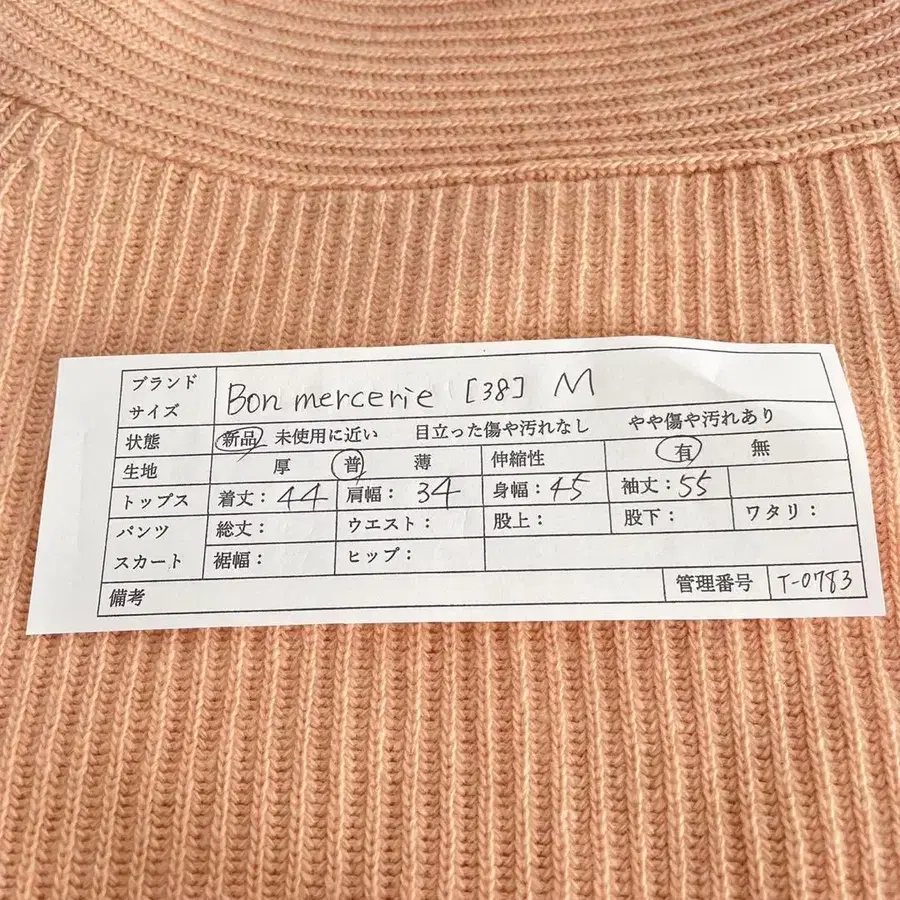 ブランド
サイズ
Bon mercerie [38] M
状態 新品 未使用に近い 目立った傷や汚れなし やや傷や汚れあり
生地 厚 普 薄 伸縮性 有 無
トップス 着丈:44 肩幅:34 身幅:45 袖丈:55
パンツ 総丈: ウエスト: 股上: 股下: ワタリ:
スカート 裾幅: ヒップ:
備考 管理番号 T-0783